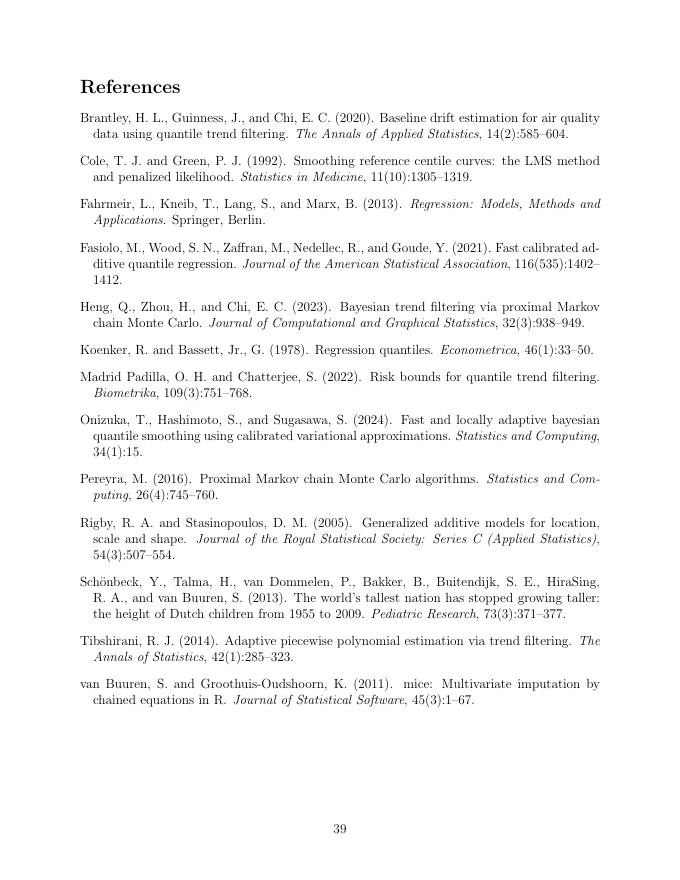 References
Brantley, H. L., Guinness, J., and Chi, E. C. (2020). Baseline drift estimation for air quality
data using quantile trend filtering. The Annals of Applied Statistics, 14(2):585–604.
Cole, T. J. and Green, P. J. (1992). Smoothing reference centile curves: the LMS method
and penalized likelihood. Statistics in Medicine, 11(10):1305–1319.
Fahrmeir, L., Kneib, T., Lang, S., and Marx, B. (2013). Regression: Models, Methods and
Applications. Springer, Berlin.
Fasiolo, M., Wood, S. N., Zaffran, M., Nedellec, R., and Goude, Y. (2021). Fast calibrated ad-
ditive quantile regression. Journal of the American Statistical Association, 116(535):1402–
1412.
Heng, Q., Zhou, H., and Chi, E. C. (2023). Bayesian trend filtering via proximal Markov
chain Monte Carlo. Journal of Computational and Graphical Statistics, 32(3):938–949.
Koenker, R. and Bassett, Jr., G. (1978). Regression quantiles. Econometrica, 46(1):33–50.
Madrid Padilla, O. H. and Chatterjee, S. (2022). Risk bounds for quantile trend filtering.
Biometrika, 109(3):751–768.
Onizuka, T., Hashimoto, S., and Sugasawa, S. (2024). Fast and locally adaptive bayesian
quantile smoothing using calibrated variational approximations. Statistics and Computing,
34(1):15.
Pereyra, M. (2016). Proximal Markov chain Monte Carlo algorithms. Statistics and Com-
puting, 26(4):745–760.
Rigby, R. A. and Stasinopoulos, D. M. (2005). Generalized additive models for location,
scale and shape. Journal of the Royal Statistical Society: Series C (Applied Statistics),
54(3):507–554.
Schönbeck, Y., Talma, H., van Dommelen, P., Bakker, B., Buitendijk, S. E., HiraSing,
R. A., and van Buuren, S. (2013). The world's tallest nation has stopped growing taller:
the height of Dutch children from 1955 to 2009. Pediatric Research, 73(3):371–377.
Tibshirani, R. J. (2014). Adaptive piecewise polynomial estimation via trend filtering. The
Annals of Statistics, 42(1):285–323.
van Buuren, S. and Groothuis-Oudshoorn, K. (2011). mice: Multivariate imputation by
chained equations in R. Journal of Statistical Software, 45(3):1–67.
39